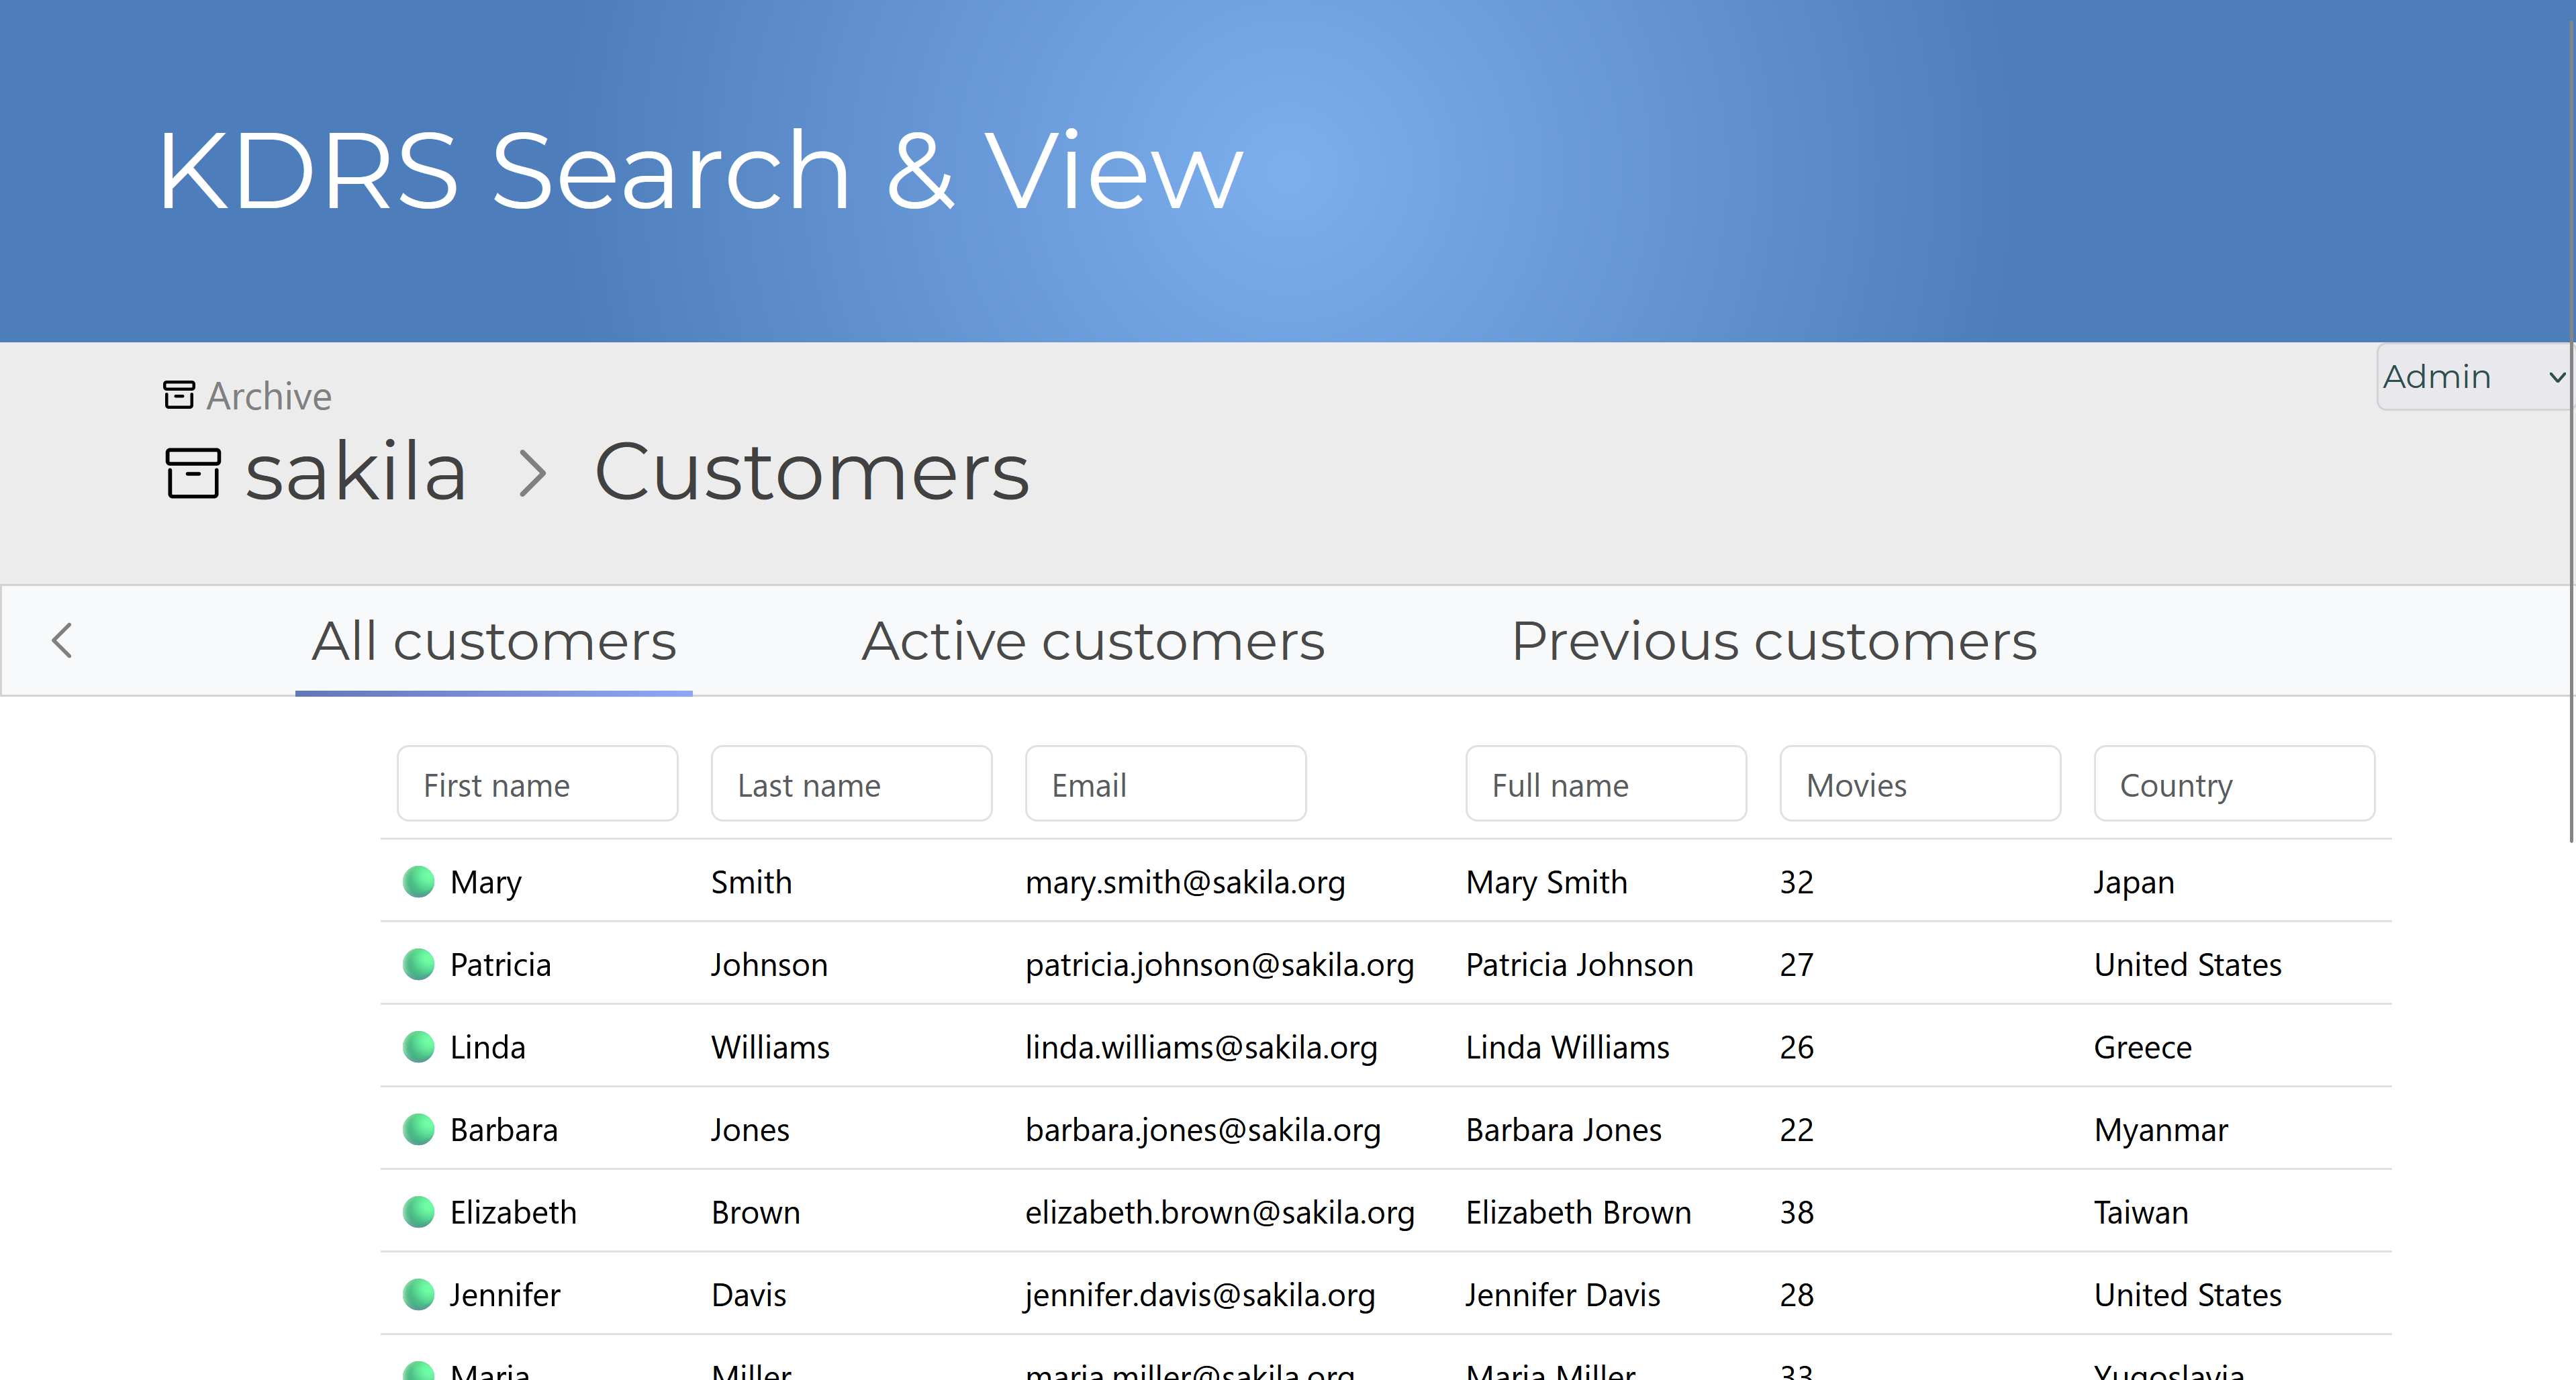 KDRS Search & View
Archive
Admin
sakila > Customers
All customers Active customers Previous customers
First name Last name Email Full name Movies Country
Mary Smith mary.smith@sakila.org Mary Smith 32 Japan
Patricia Johnson patricia.johnson@sakila.org Patricia Johnson 27 United States
Linda Williams linda.williams@sakila.org Linda Williams 26 Greece
Barbara Jones barbara.jones@sakila.org Barbara Jones 22 Myanmar
Elizabeth Brown elizabeth.brown@sakila.org Elizabeth Brown 38 Taiwan
Jennifer Davis jennifer.davis@sakila.org Jennifer Davis 28 United States
Maria Miller maria.miller@sakila.org Maria Miller 33 Yugoslavia